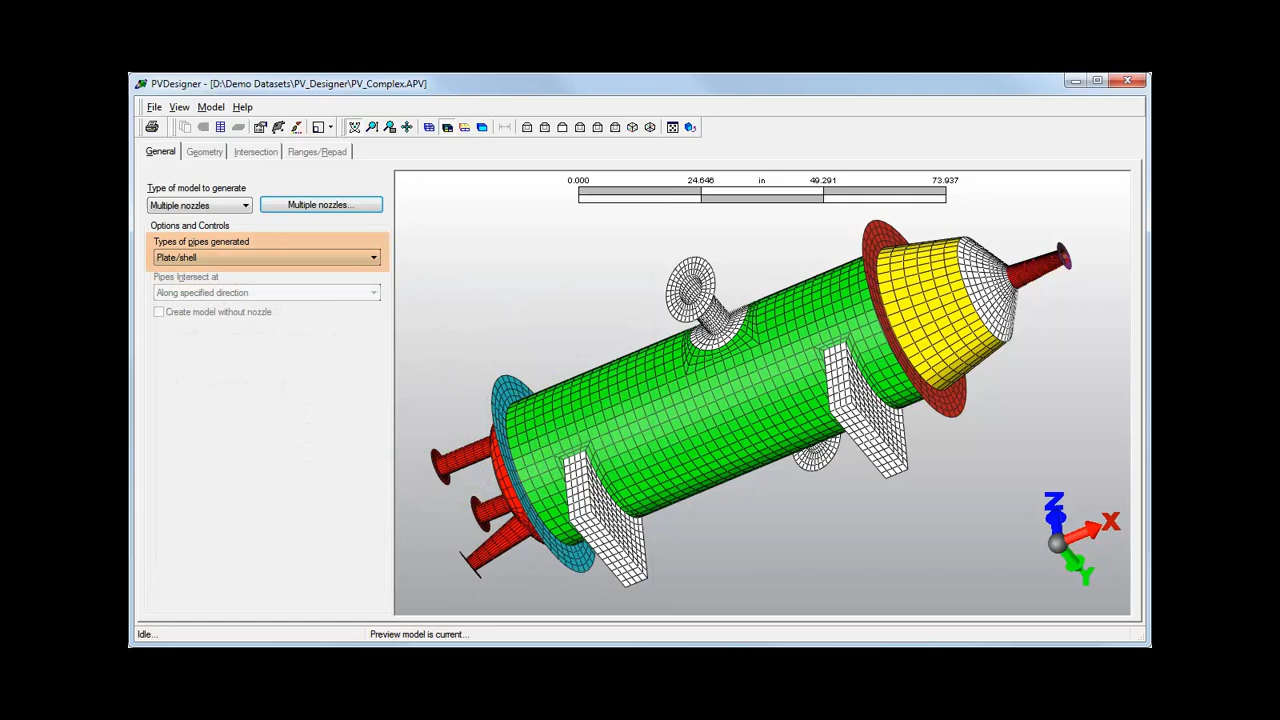 PVDesigner - [D:\Demo Datasets\PV_Designer\PV_Complex.APV]
File View Model Help
General Geometry Intersection Flanges/Repad
Type of model to generate
Multiple nozzles Multiple nozzles...
Options and Controls
Types of pipes generated
Plate/shell
Pipes Intersect at
Along specified direction
Create model without nozzle
0.000 24.646 in 49.291 73.937
Z
X
Y
Idle... Preview model is current...